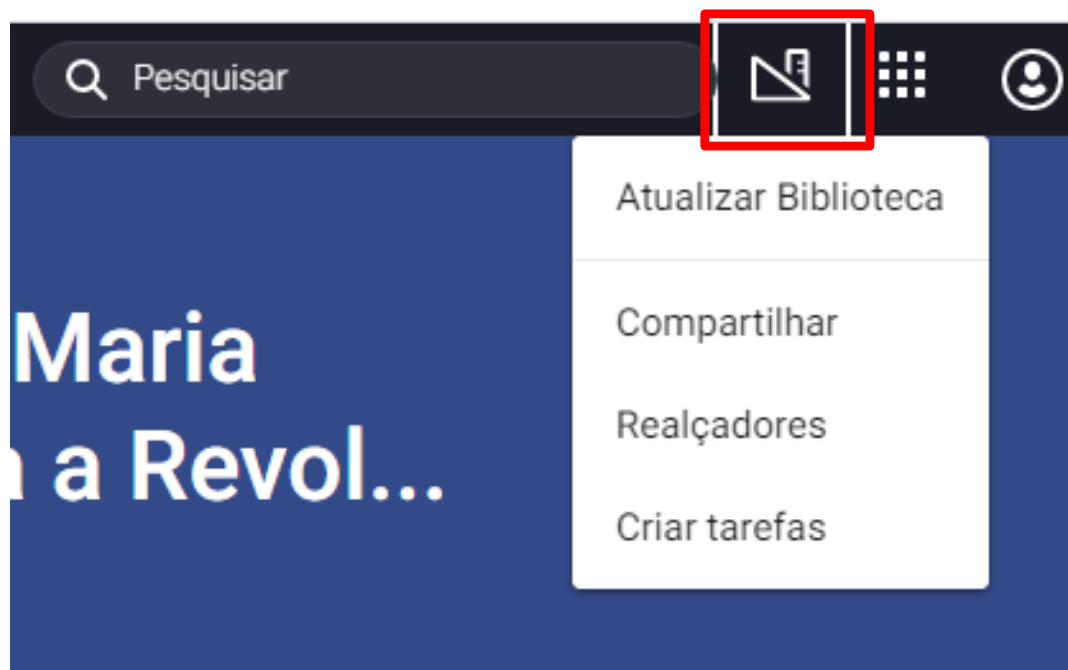 Pesquisar
Atualizar Biblioteca
Compartilhar
Realçadores
Criar tarefas
Maria
a Revol...